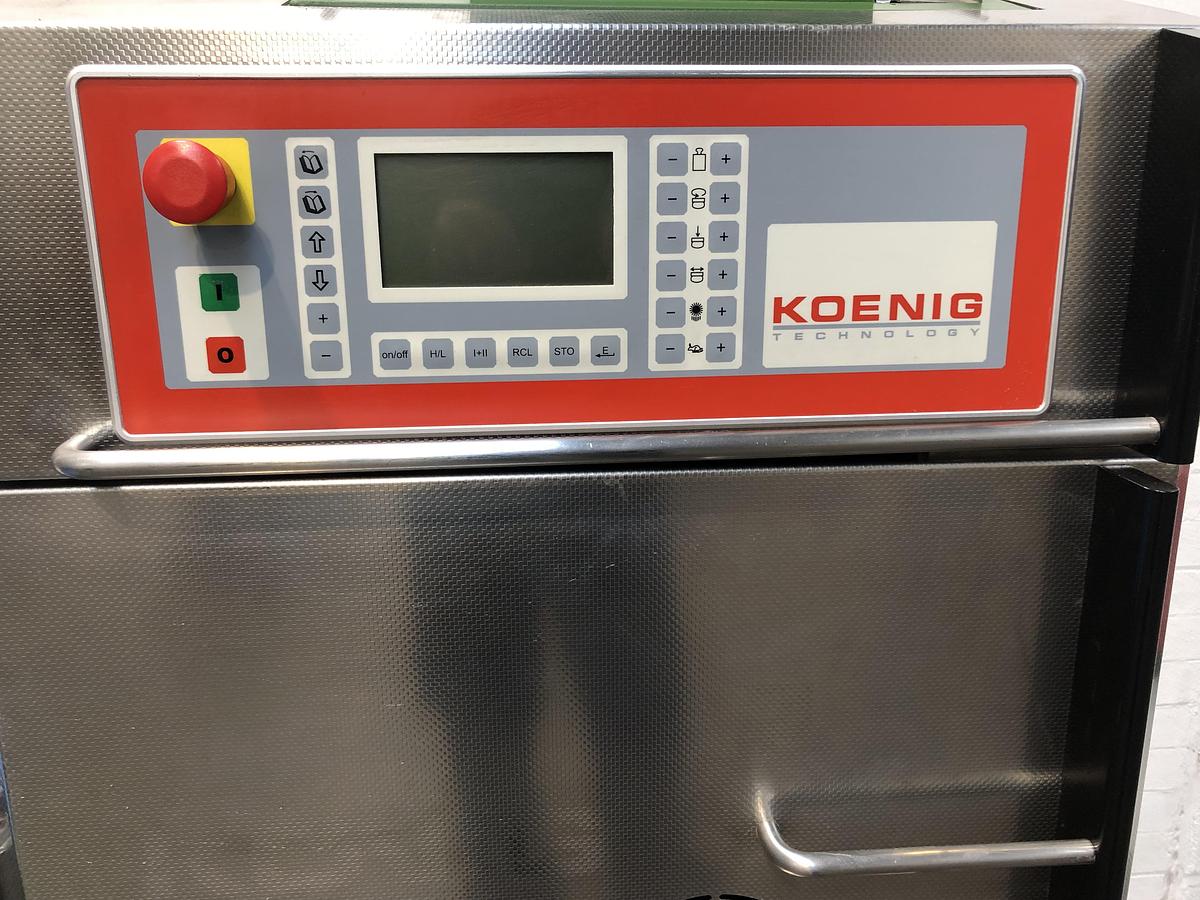 I
O
+
−
on/off
H/L
I+II
RCL
STO
E
− +
− +
− +
− +
− +
− +
KOENIG
TECHNOLOGY